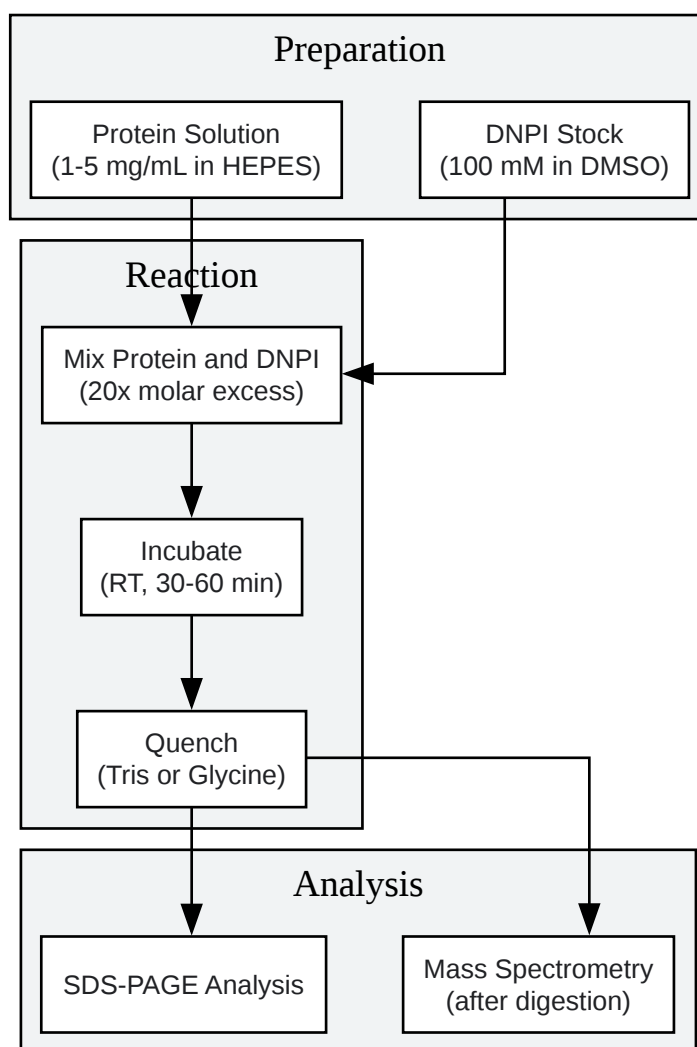 Preparation
Protein Solution
(1-5 mg/mL in HEPES)
DNPI Stock
(100 mM in DMSO)
Reaction
Mix Protein and DNPI
(20x molar excess)
Incubate
(RT, 30-60 min)
Quench
(Tris or Glycine)
Analysis
SDS-PAGE Analysis
Mass Spectrometry
(after digestion)